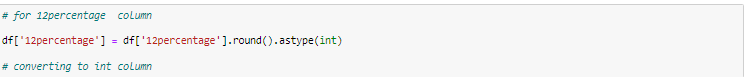 # for 12percentage  column
df['12percentage'] = df['12percentage'].round().astype(int)
# converting to int column